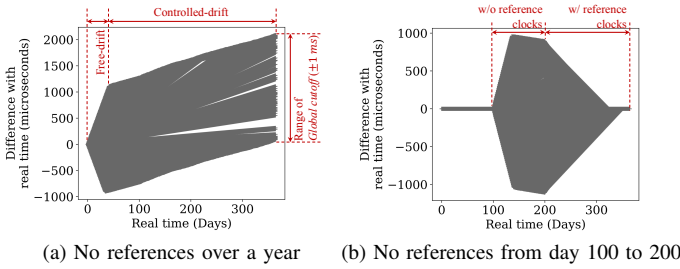 Controlled-drift
Free-drift
Difference with
real time (microseconds)
2000
1500
1000
500
0
−500
−1000
0
100
200
300
Real time (Days)
Range of
Global cutoff (±1 ms)
(a) No references over a year
w/o reference
clocks
w/ reference
clocks
Difference with
real time (microseconds)
1000
500
0
−500
−1000
0
100
200
300
Real time (Days)
(b) No references from day 100 to 200